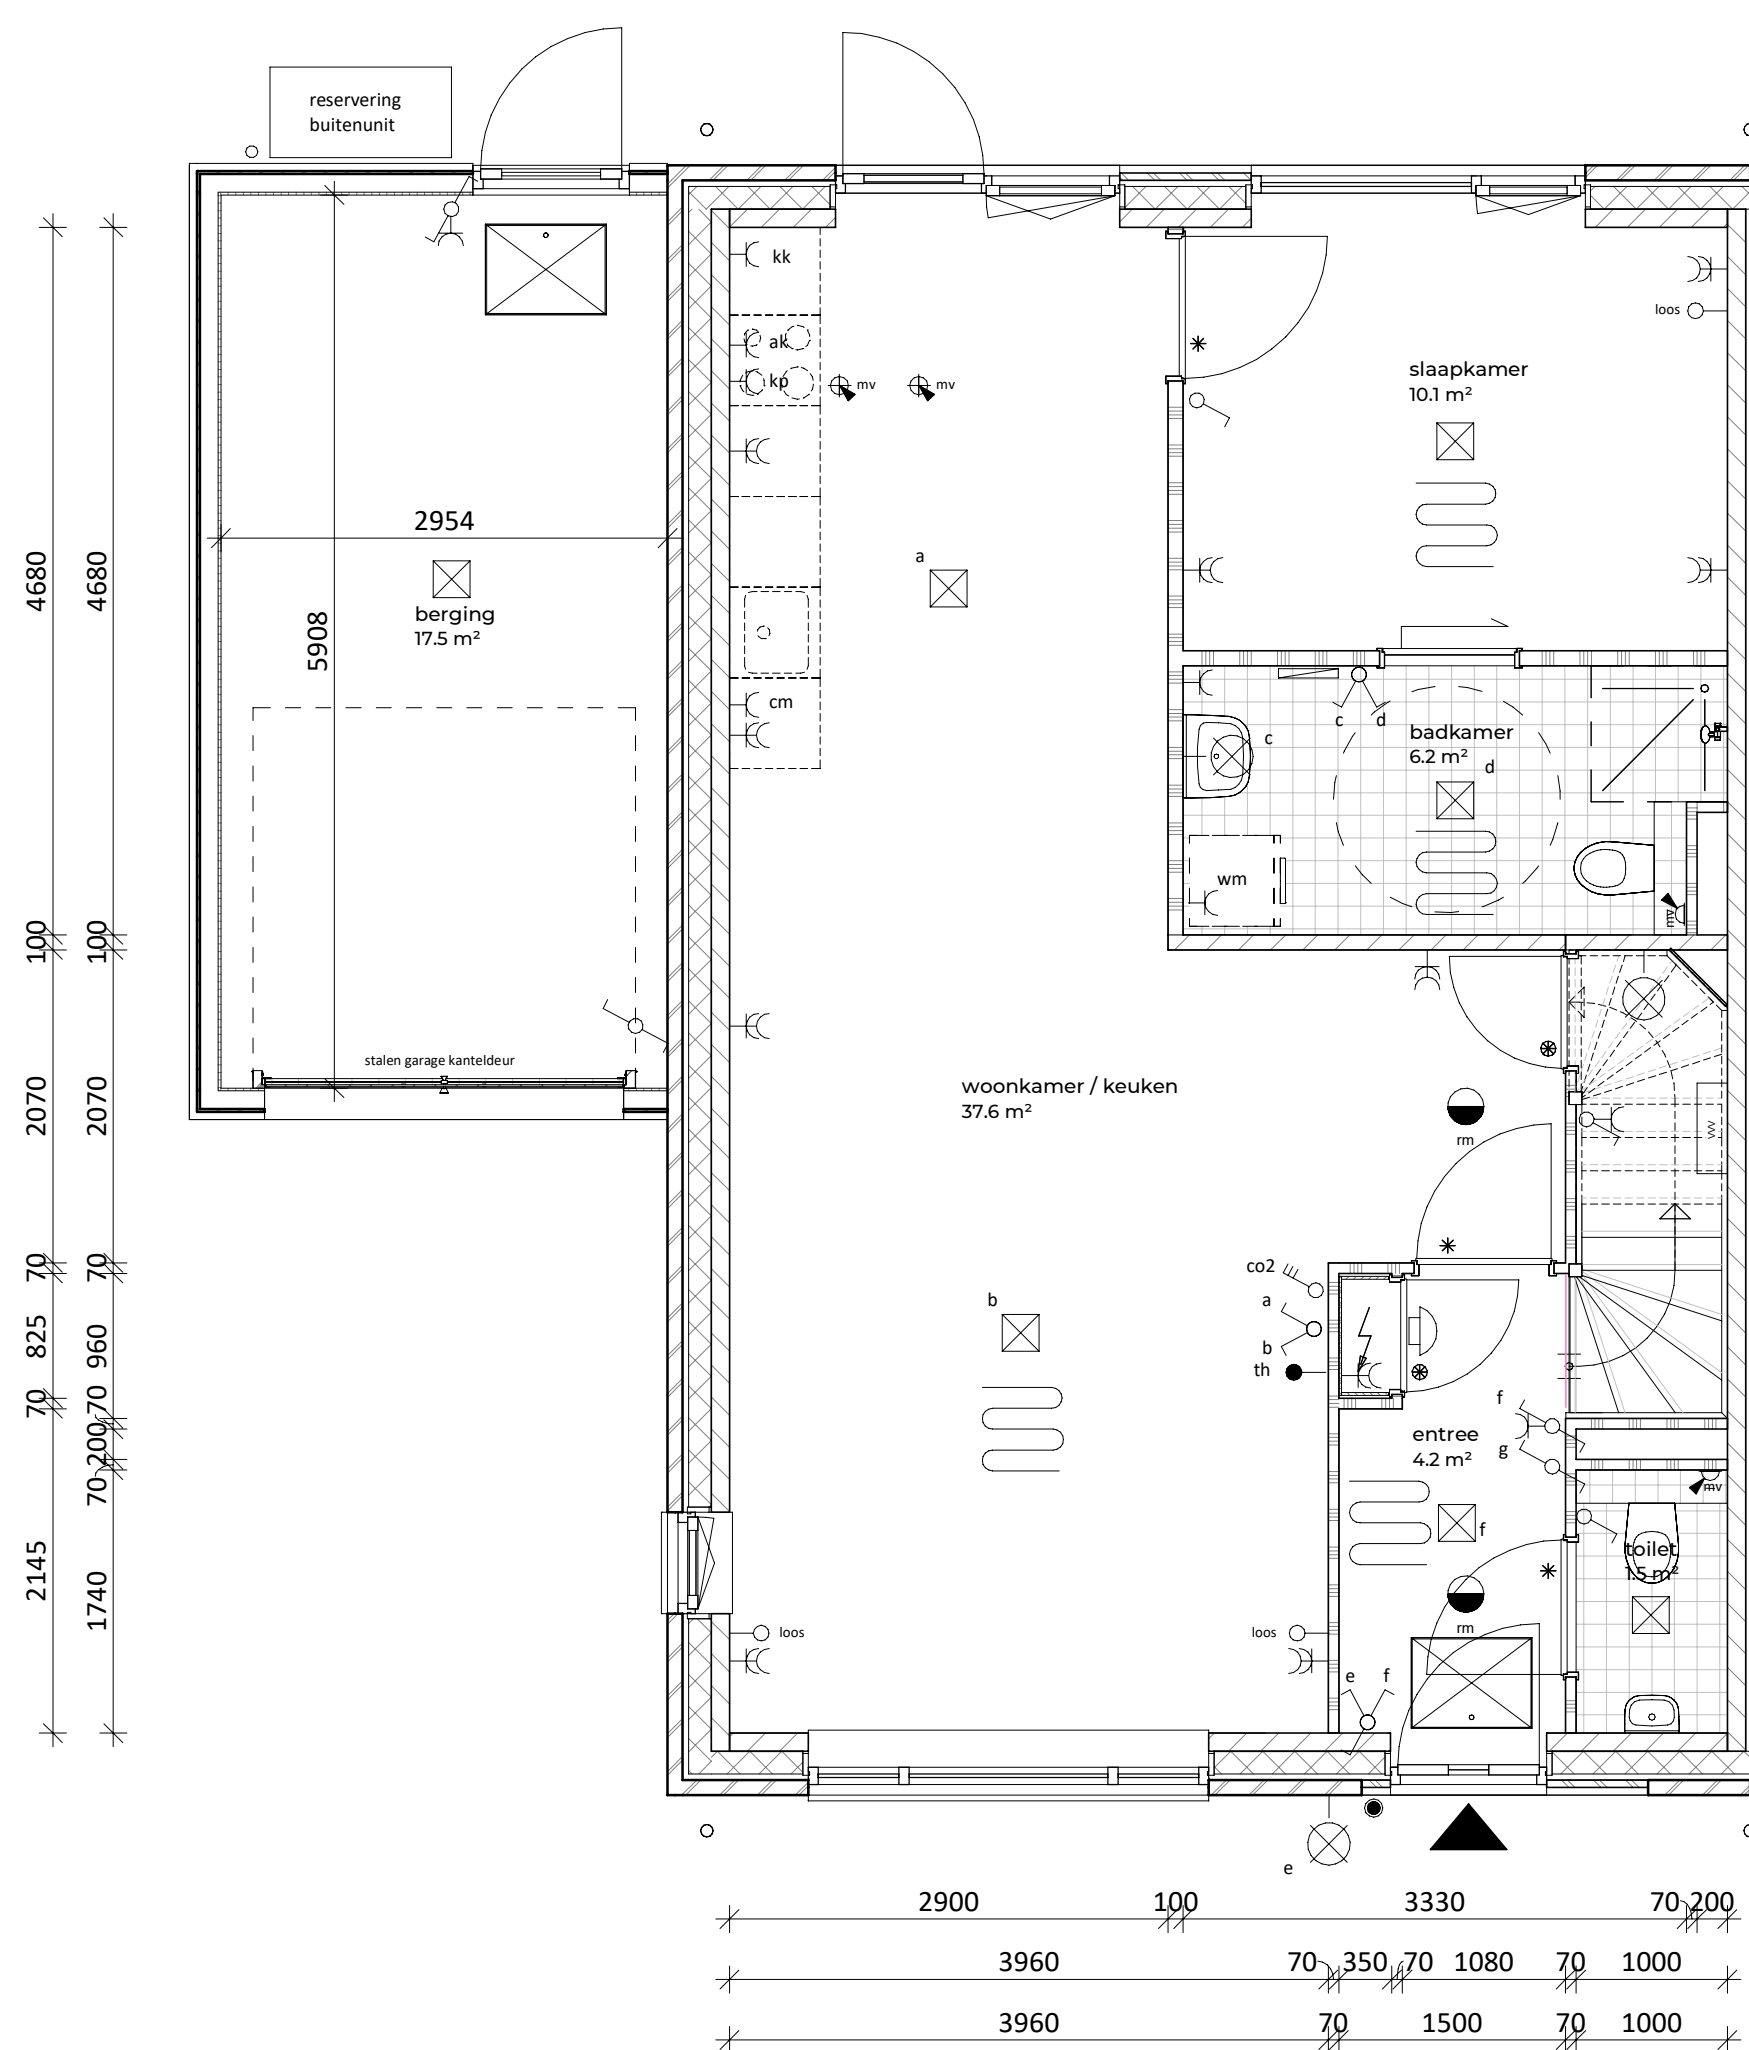 reservering
buitenunit
kk
ak
kp
mv
mv
loos
slaapkamer
10.1 m²
2954
a
berging
17.5 m²
5908
4680
4680
cm
c
d
c
badkamer
6.2 m²
d
wm
mv
100
100
stalen garage kanteldeur
woonkamer / keuken
37.6 m²
rm
wv
2070
2070
70
70
co2
a
b
th
b
825
960
70
70
200
70
f
g
entree
4.2 m²
mv
f
toilet
1.5 m²
2145
1740
rm
loos
loos
e
f
e
2900
100
3330
70
200
3960
70
350
70
1080
70
1000
3960
70
1500
70
1000